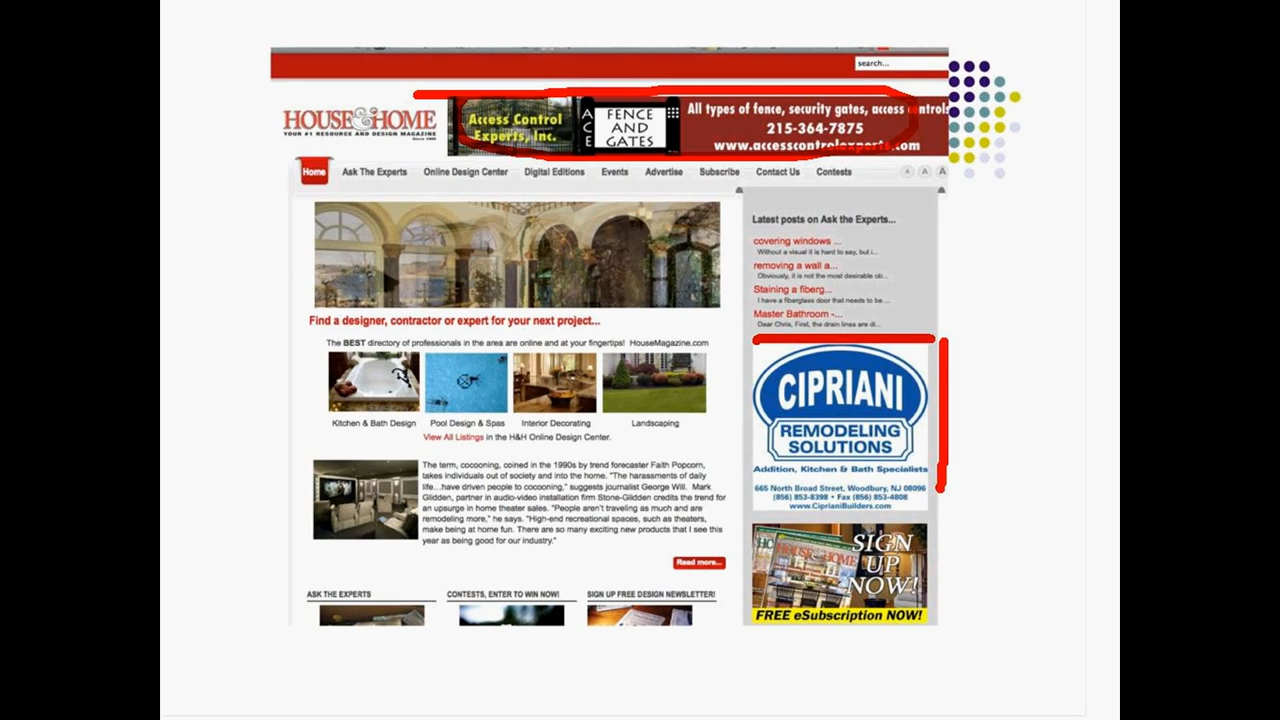 search...
HOUSE & HOME
YOUR #1 RESOURCE AND DESIGN MAGAZINE
Access Control
Experts, Inc.
ACE
FENCE
AND
GATES
All types of fence, security gates, access controls
215-364-7875
www.accesscontrolexperts.com
Home Ask The Experts Online Design Center Digital Editions Events Advertise Subscribe Contact Us Contests A A A
Latest posts on Ask the Experts...
covering windows ...
Without a visual it is hard to say, but i...
removing a wall a...
Obviously, it is not the most desirable ob...
Staining a fiberg...
I have a fiberglass door that needs to be ...
Master Bathroom -...
Dear Chris, First, the drain lines are di...
Find a designer, contractor or expert for your next project...
The BEST directory of professionals in the area are online and at your fingertips! HouseMagazine.com
Kitchen & Bath Design Pool Design & Spas Interior Decorating Landscaping
View All Listings in the H&H Online Design Center.
CIPRIANI
REMODELING
SOLUTIONS
Addition, Kitchen & Bath Specialists
665 North Broad Street, Woodbury, NJ 08096
(856) 853-8398 • Fax (856) 853-4808
www.CiprianiBuilders.com
The term, cocooning, coined in the 1990s by trend forecaster Faith Popcorn,
takes individuals out of society and into the home. "The harassments of daily
life...have driven people to cocooning," suggests journalist George Will. Mark
Glidden, partner in audio-video installation firm Stone-Glidden credits the trend for
an upsurge in home theater sales. "People aren't traveling as much and are
remodeling more," he says. "High-end recreational spaces, such as theaters,
make being at home fun. There are so many exciting new products that I see this
year as being good for our industry."
Read more...
HOUSE & HOME
SIGN
UP
NOW!
FREE eSubscription NOW!
ASK THE EXPERTS CONTESTS, ENTER TO WIN NOW! SIGN UP FREE DESIGN NEWSLETTER!